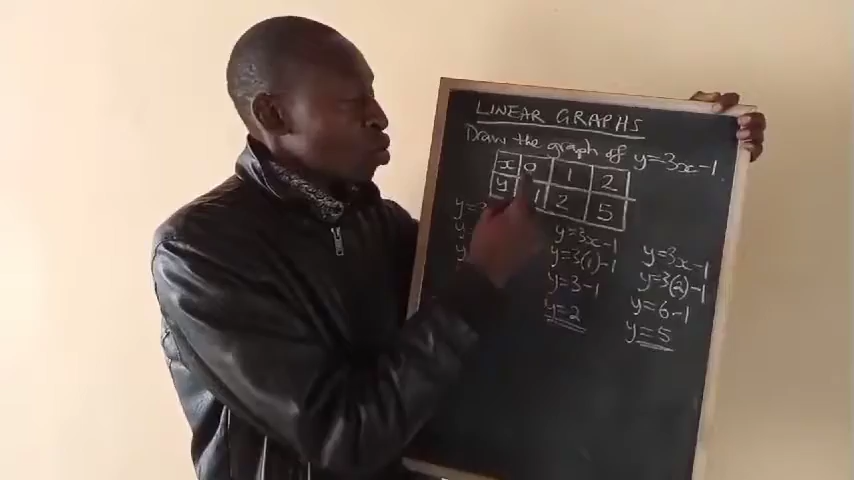 LINEAR GRAPHS
Draw the graph of y=3x-1
x 0 1 2
y 1 2 5
y=3x-1
y=3(1)-1
y=3-1
y=2
y=3x-1
y=3(2)-1
y=6-1
y=5